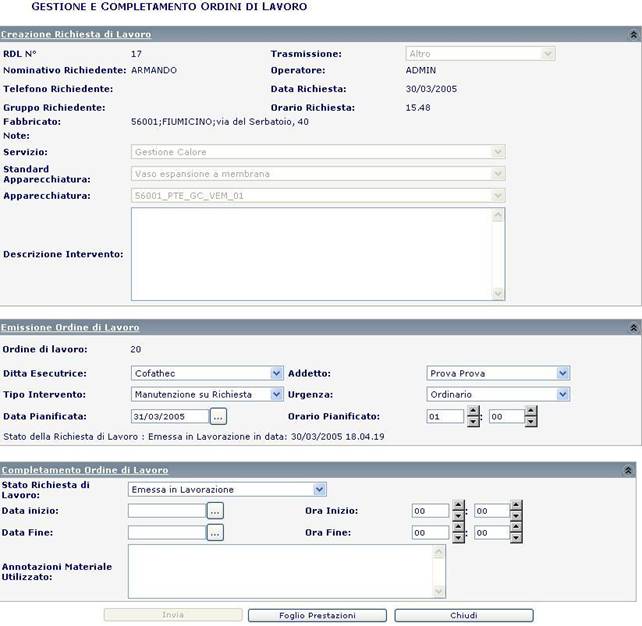 GESTIONE E COMPLETAMENTO ORDINI DI LAVORO
Creazione Richiesta di Lavoro
RDL N° 17 Trasmissione: Altro
Nominativo Richiedente: ARMANDO Operatore: ADMIN
Telefono Richiedente: Data Richiesta: 30/03/2005
Gruppo Richiedente: Orario Richiesta: 15.48
Fabbricato: 56001;FIUMICINO;via del Serbatoio, 40
Note:
Servizio: Gestione Calore
Standard
Apparecchiatura: Vaso espansione a membrana
Apparecchiatura: 56001_PTE_GC_VEM_01
Descrizione Intervento:
Emissione Ordine di Lavoro
Ordine di lavoro: 20
Ditta Esecutrice: Cofathec Addetto: Prova Prova
Tipo Intervento: Manutenzione su Richiesta Urgenza: Ordinario
Data Pianificata: 31/03/2005 ... Orario Pianificato: 01 : 00
Stato della Richiesta di Lavoro : Emessa in Lavorazione in data: 30/03/2005 18.04.19
Completamento Ordine di Lavoro
Stato Richiesta di
Lavoro: Emessa in Lavorazione
Data inizio: ... Ora Inizio: 00 : 00
Data Fine: ... Ora Fine: 00 : 00
Annotazioni Materiale
Utilizzato:
Invia Foglio Prestazioni Chiudi